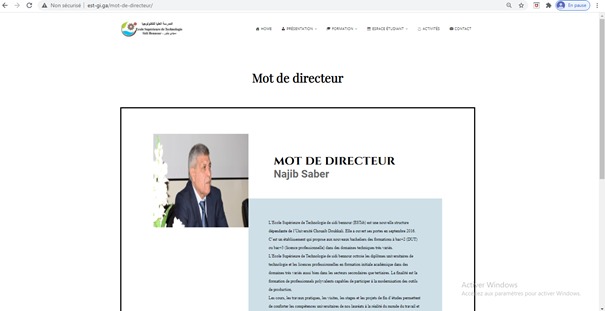 Non sécurisé | est-gi.ga/mot-de-directeur/
En pause
المدرسة العليا للتكنولوجيا
Ecole Supérieure de Technologie
Sidi Bennour
HOME PRÉSENTATION FORMATION ESPACE ETUDIANT ACTIVITÉS CONTACT
Mot de directeur
MOT DE DIRECTEUR
Najib Saber
L'Ecole Supérieure de Technologie de sidi bennour (ESTSB) est une nouvelle structure
dépendante de l'Université Chouaib Doukkali. Elle a ouvert ses portes en septembre 2016.
C'est un établissement qui propose aux nouveaux bacheliers des formations à bac+2 (DUT)
ou bac+3 (licence professionnelle) dans des domaines techniques très variés.
L'Ecole Supérieure de Technologie de sidi bennour octroie les diplômes universitaires de
technologie et les licences professionnelles en formation initiale académique dans des
domaines très variés aussi bien dans les secteurs secondaires que tertiaires. La finalité est la
formation de professionnels polyvalents capables de participer à la modernisation des outils
de production.
Les cours, les travaux pratiques, les visites, les stages et les projets de fin d'études permettent
de conforter les compétences universitaires de nos lauréats à la réalité du monde du travail et
Activer Windows
Accédez aux paramètres pour activer Windows.